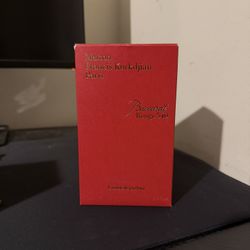 Maison
Francis Kurkdjian
Paris
Baccarat
Rouge 540
Extrait de parfum